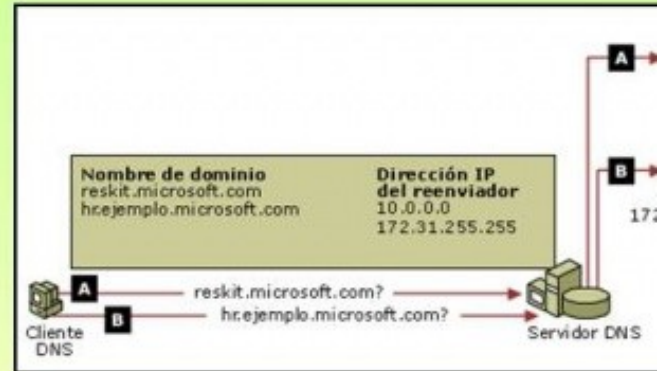 A
B
172
Nombre de dominio
reskit.microsoft.com
hr.ejemplo.microsoft.com
Dirección IP
del reenviador
10.0.0.0
172.31.255.255
A
reskit.microsoft.com?
B
hr.ejemplo.microsoft.com?
Cliente
DNS
Servidor DNS